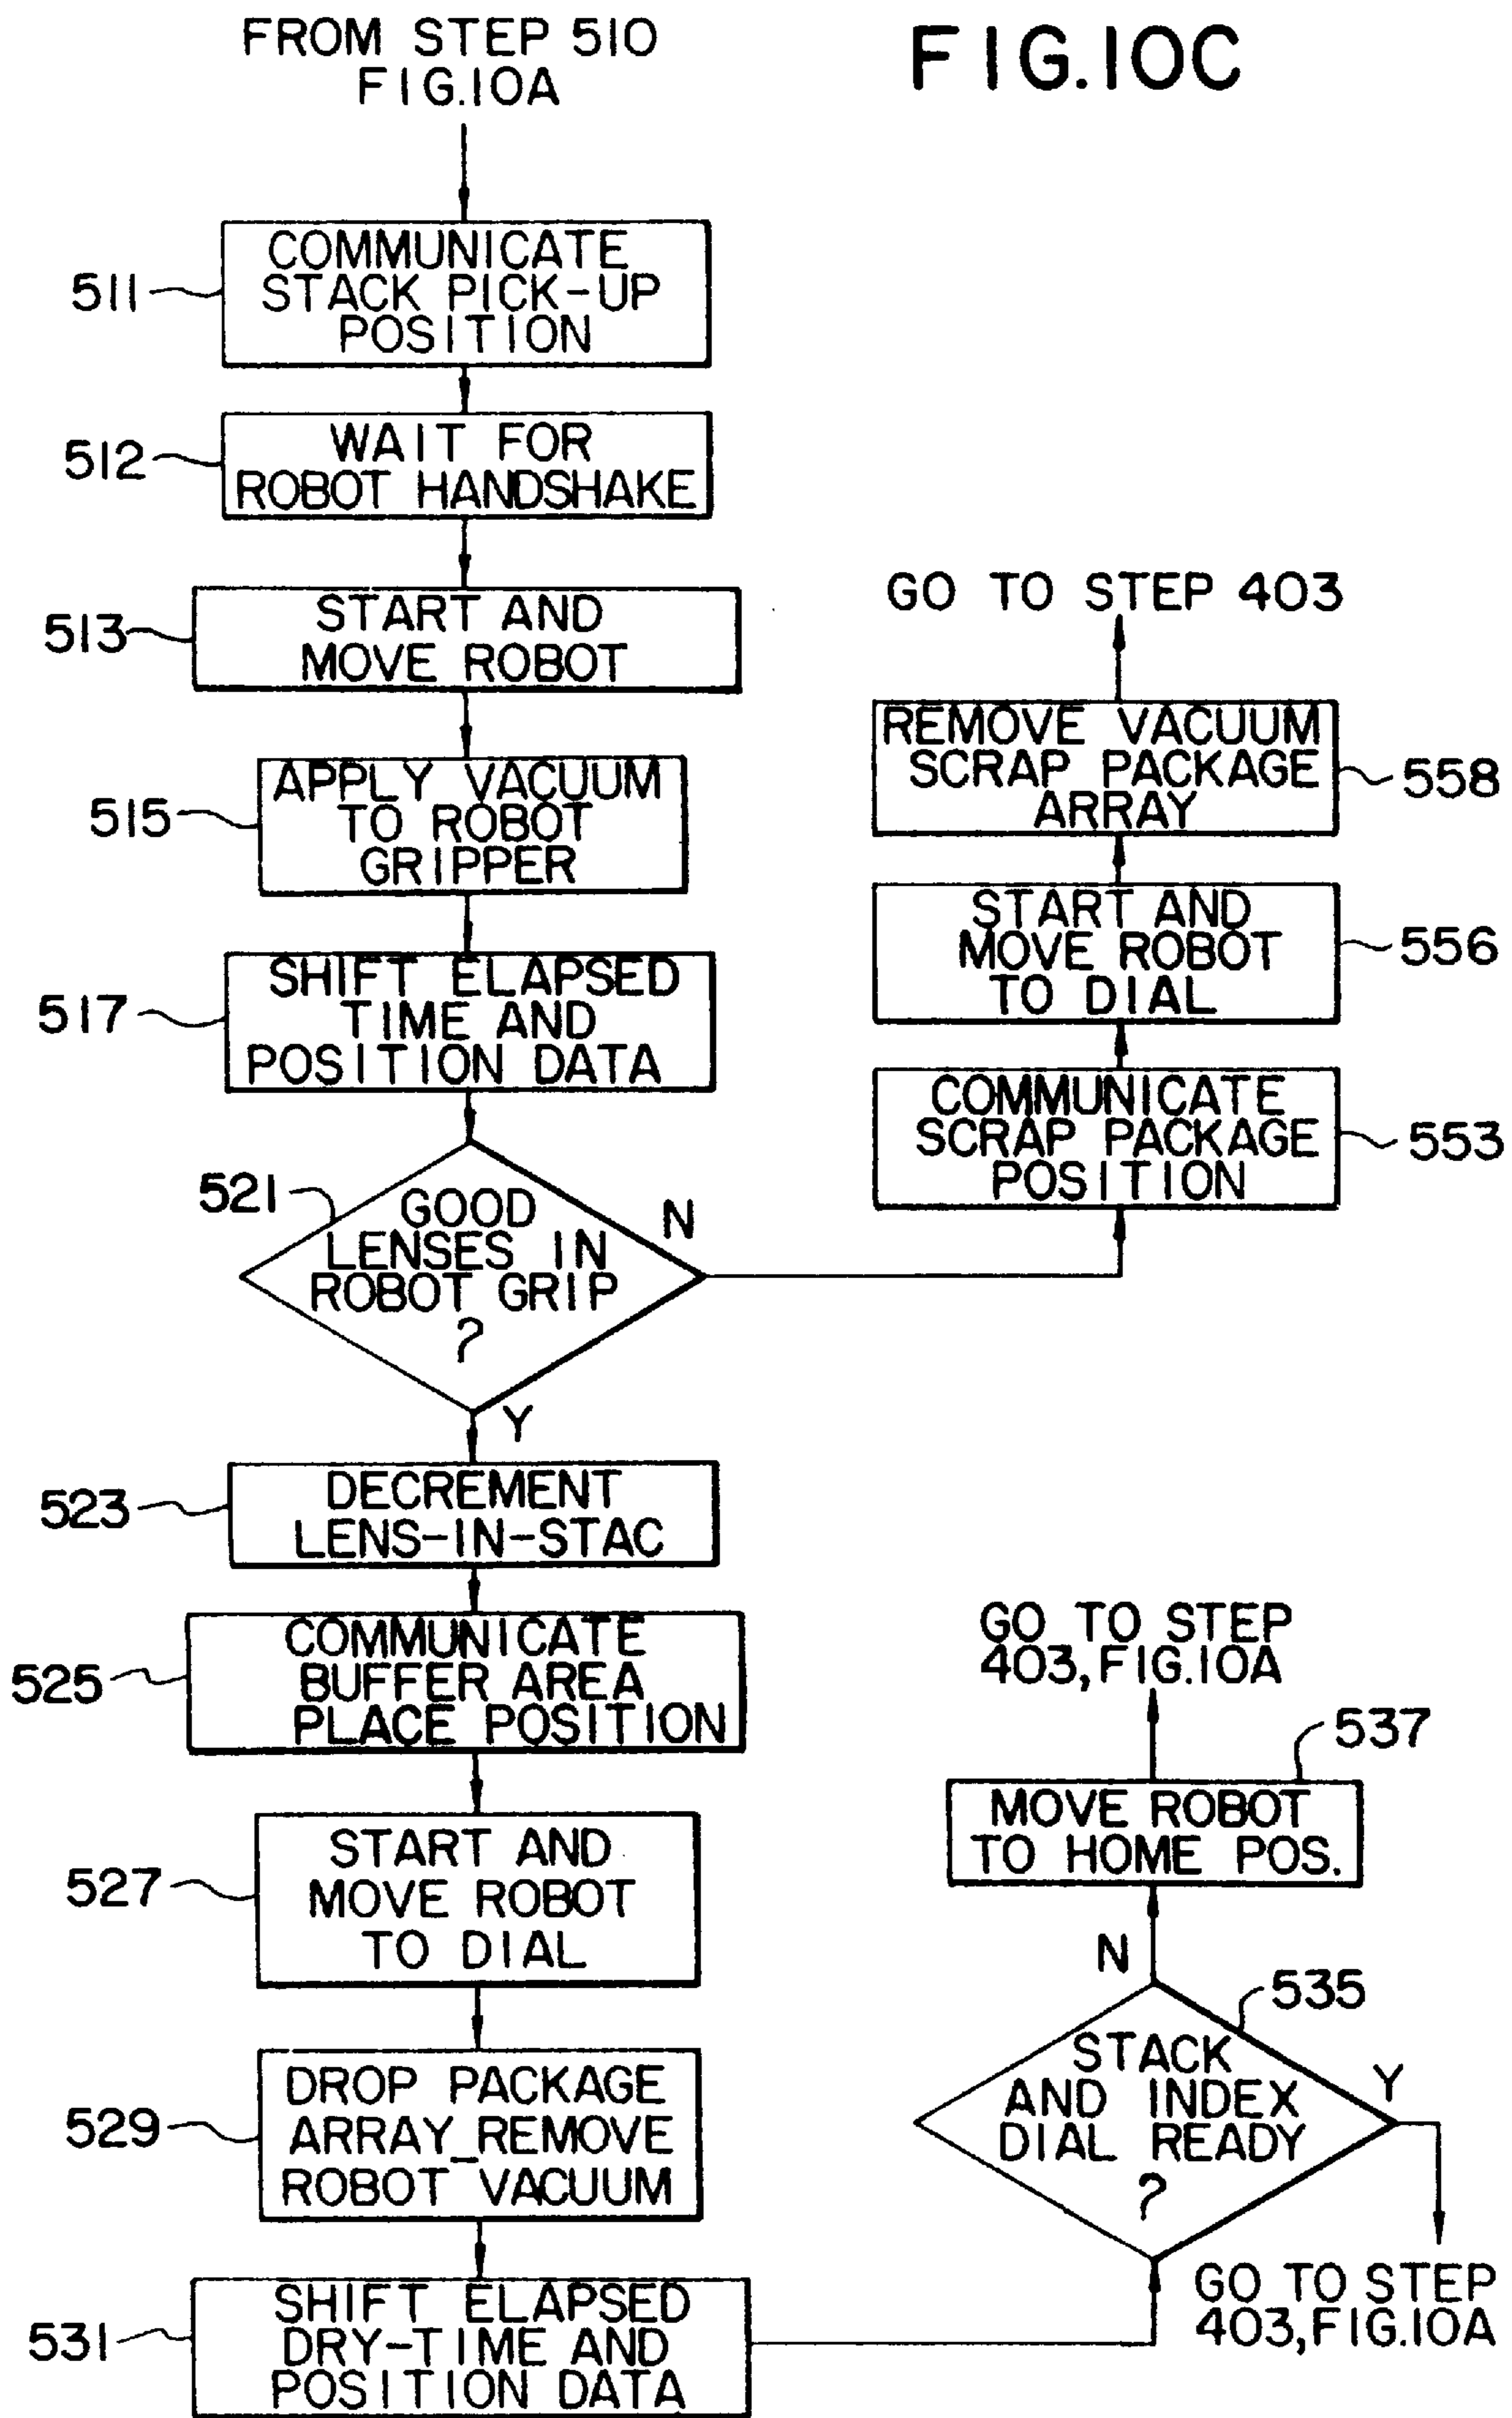 FROM STEP 510
FIG.10A
FIG.10C
511
COMMUNICATE
STACK PICK-UP
POSITION
512
WAIT FOR
ROBOT HANDSHAKE
513
START AND
MOVE ROBOT
515
APPLY VACUUM
TO ROBOT
GRIPPER
517
SHIFT ELAPSED
TIME AND
POSITION DATA
521
GOOD
LENSES IN
ROBOT GRIP
?
N
Y
523
DECREMENT
LENS-IN-STAC
525
COMMUNICATE
BUFFER AREA
PLACE POSITION
527
START AND
MOVE ROBOT
TO DIAL
529
DROP PACKAGE
ARRAY_REMOVE
ROBOT VACUUM
531
SHIFT ELAPSED
DRY-TIME AND
POSITION DATA
GO TO STEP 403
REMOVE VACUUM
SCRAP PACKAGE
ARRAY
558
START AND
MOVE ROBOT
TO DIAL
556
COMMUNICATE
SCRAP PACKAGE
POSITION
553
GO TO STEP
403,FIG.10A
537
MOVE ROBOT
TO HOME POS.
N
535
STACK
AND INDEX
DIAL READY
?
Y
GO TO STEP
403,FIG.10A